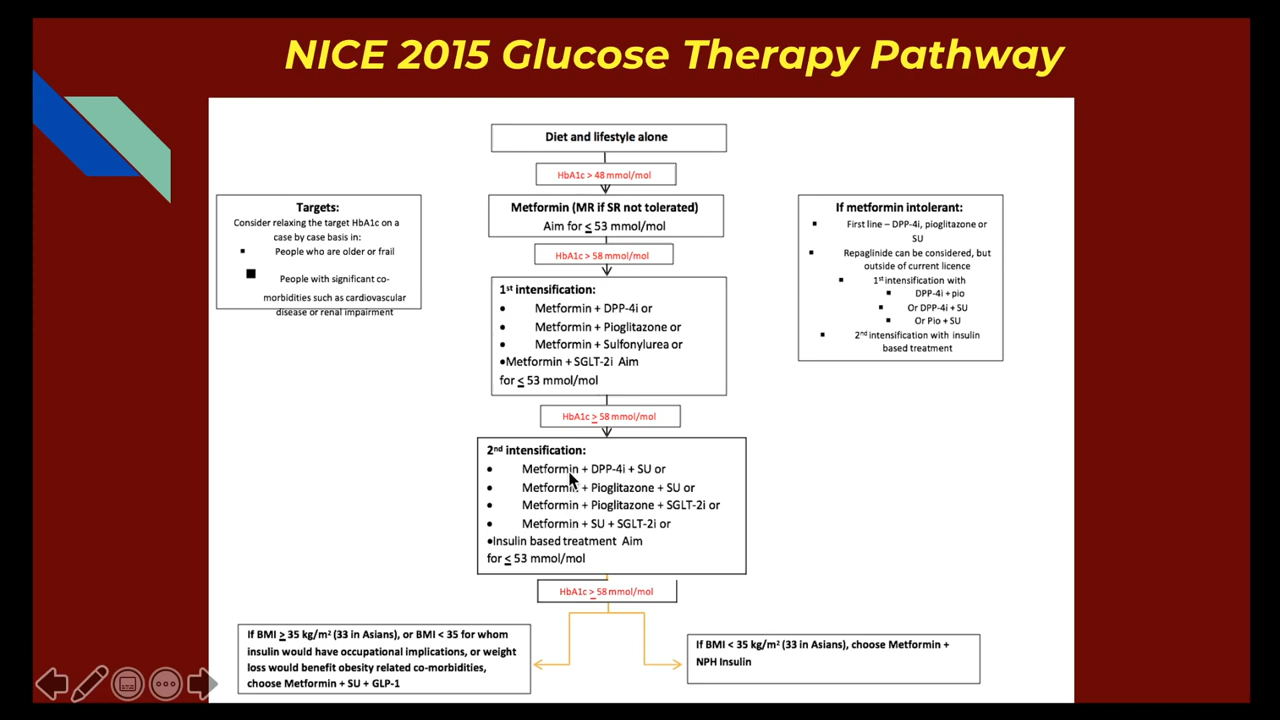 NICE 2015 Glucose Therapy Pathway
Diet and lifestyle alone
HbA1c > 48 mmol/mol
Metformin (MR if SR not tolerated)
Aim for ≤ 53 mmol/mol
HbA1c > 58 mmol/mol
Targets:
Consider relaxing the target HbA1c on a
case by case basis in:
▪ People who are older or frail
■ People with significant co-
morbidities such as cardiovascular
disease or renal impairment
If metformin intolerant:
▪ First line – DPP-4i, pioglitazone or
SU
▪ Repaglinide can be considered, but
outside of current licence
▪ 1st intensification with
■ DPP-4i + pio
■ Or DPP-4i + SU
■ Or Pio + SU
▪ 2nd intensification with insulin
based treatment
1st intensification:
• Metformin + DPP-4i or
• Metformin + Pioglitazone or
• Metformin + Sulfonylurea or
•Metformin + SGLT-2i Aim
for ≤ 53 mmol/mol
HbA1c ≥ 58 mmol/mol
2nd intensification:
• Metformin + DPP-4i + SU or
• Metformin + Pioglitazone + SU or
• Metformin + Pioglitazone + SGLT-2i or
• Metformin + SU + SGLT-2i or
•Insulin based treatment Aim
for ≤ 53 mmol/mol
HbA1c ≥ 58 mmol/mol
If BMI ≥ 35 kg/m² (33 in Asians), or BMI < 35 for whom
insulin would have occupational implications, or weight
loss would benefit obesity related co-morbidities,
choose Metformin + SU + GLP-1
If BMI < 35 kg/m² (33 in Asians), choose Metformin +
NPH Insulin